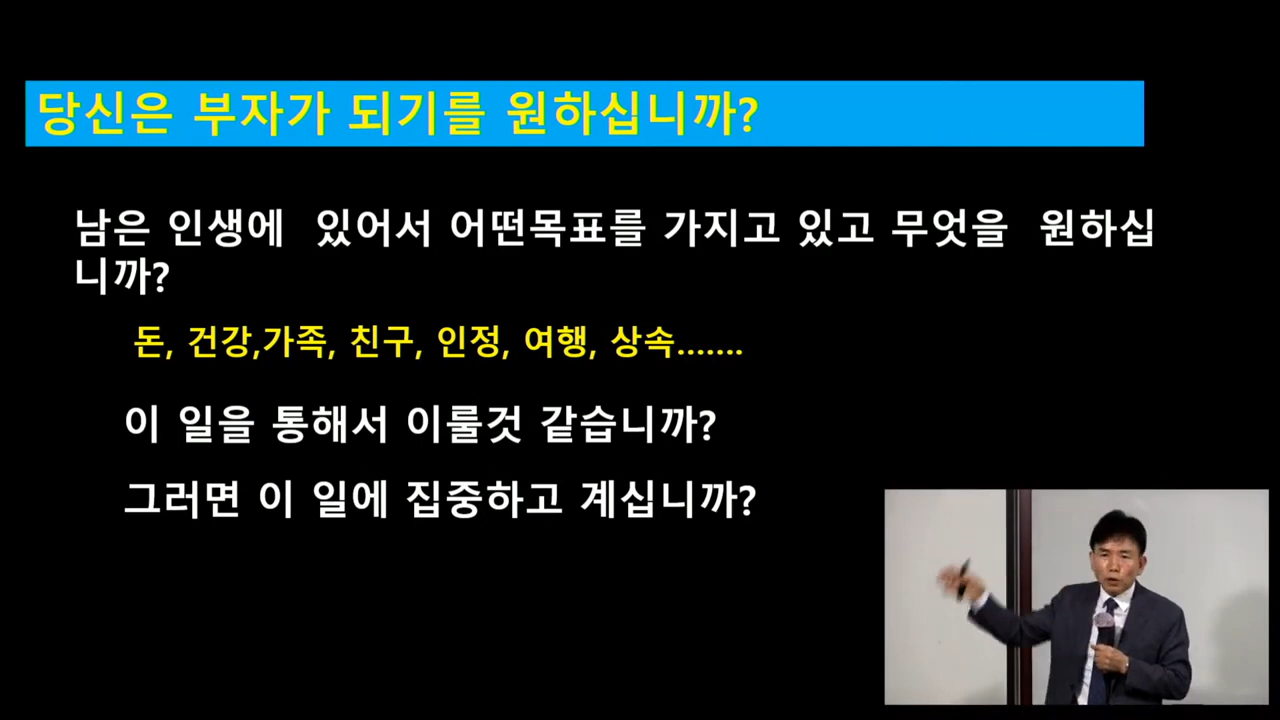 당신은 부자가 되기를 원하십니까?
남은 인생에 있어서 어떤목표를 가지고 있고 무엇을 원하십
니까?
돈, 건강,가족, 친구, 인정, 여행, 상속.......
이 일을 통해서 이룰것 같습니까?
그러면 이 일에 집중하고 계십니까?